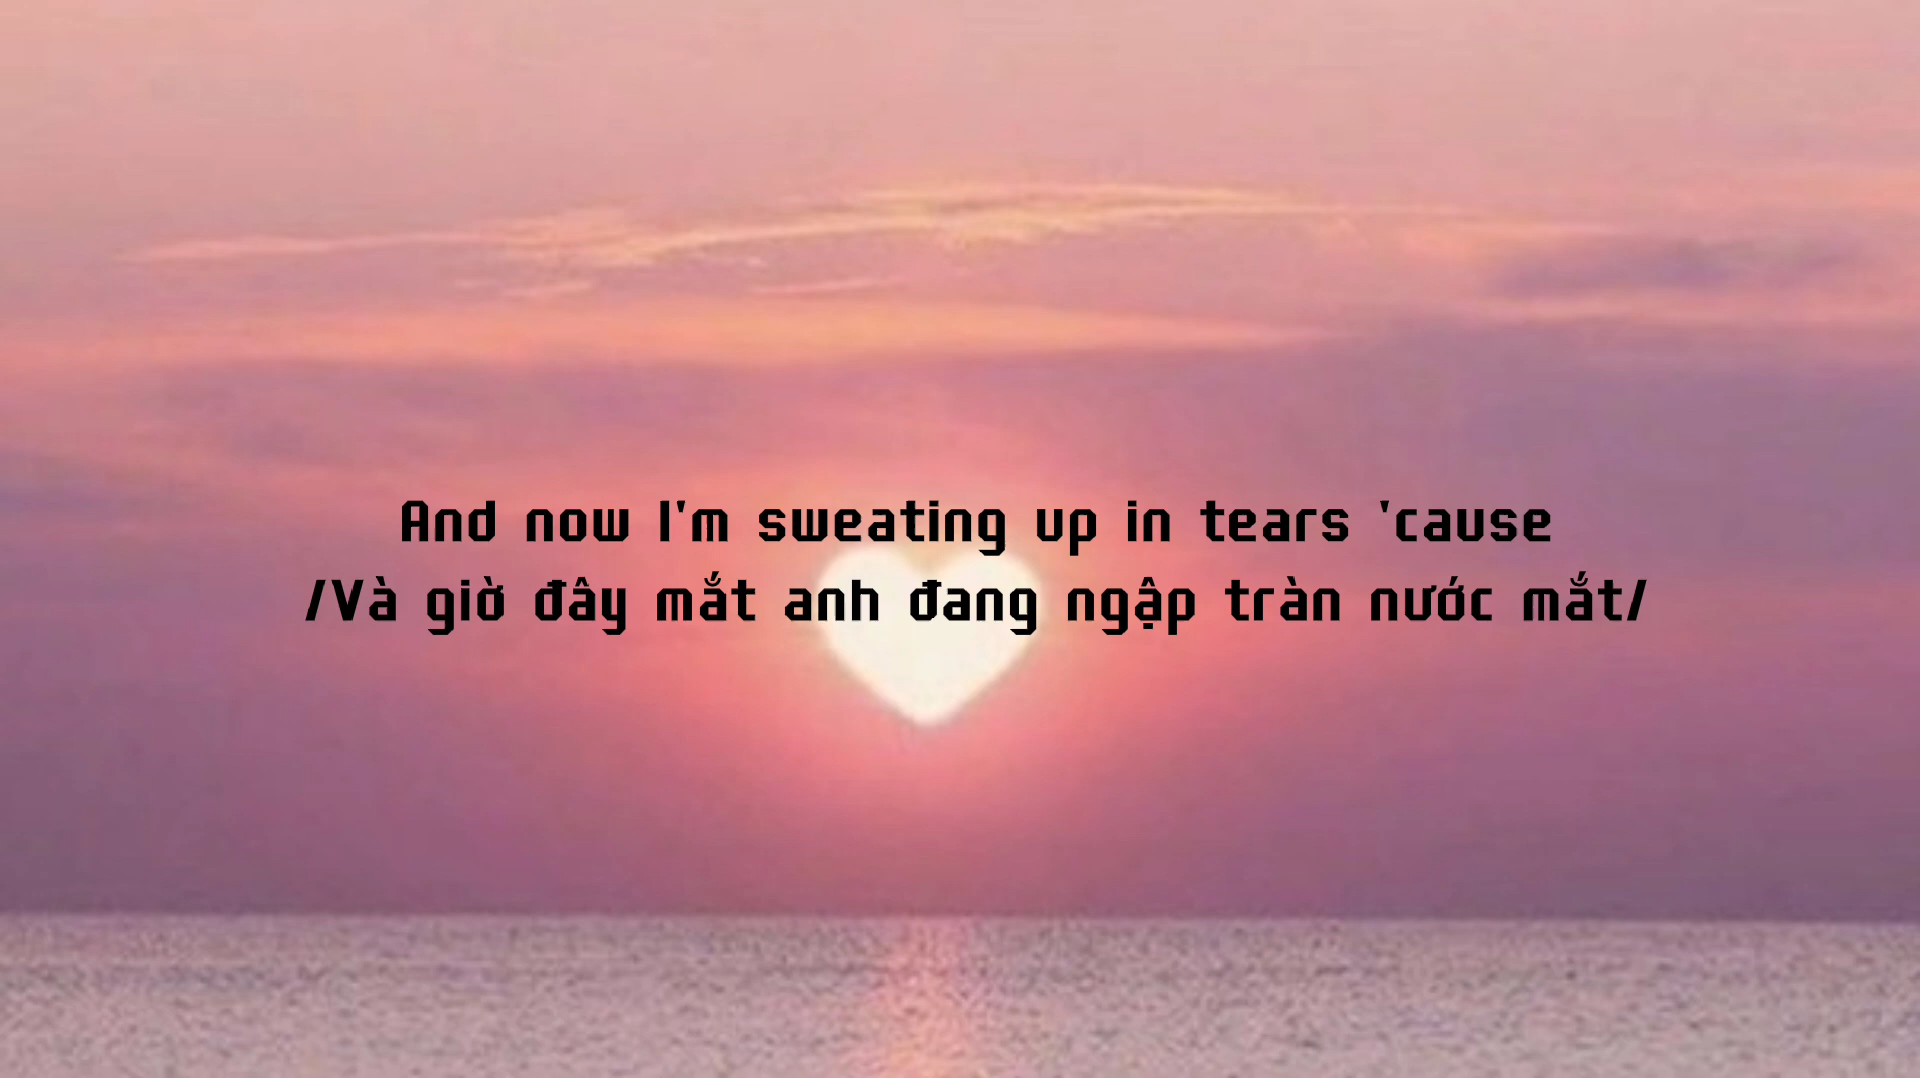 And now I'm sweating up in tears 'cause
/Và giờ đây mắt anh đang ngập tràn nước mắt/